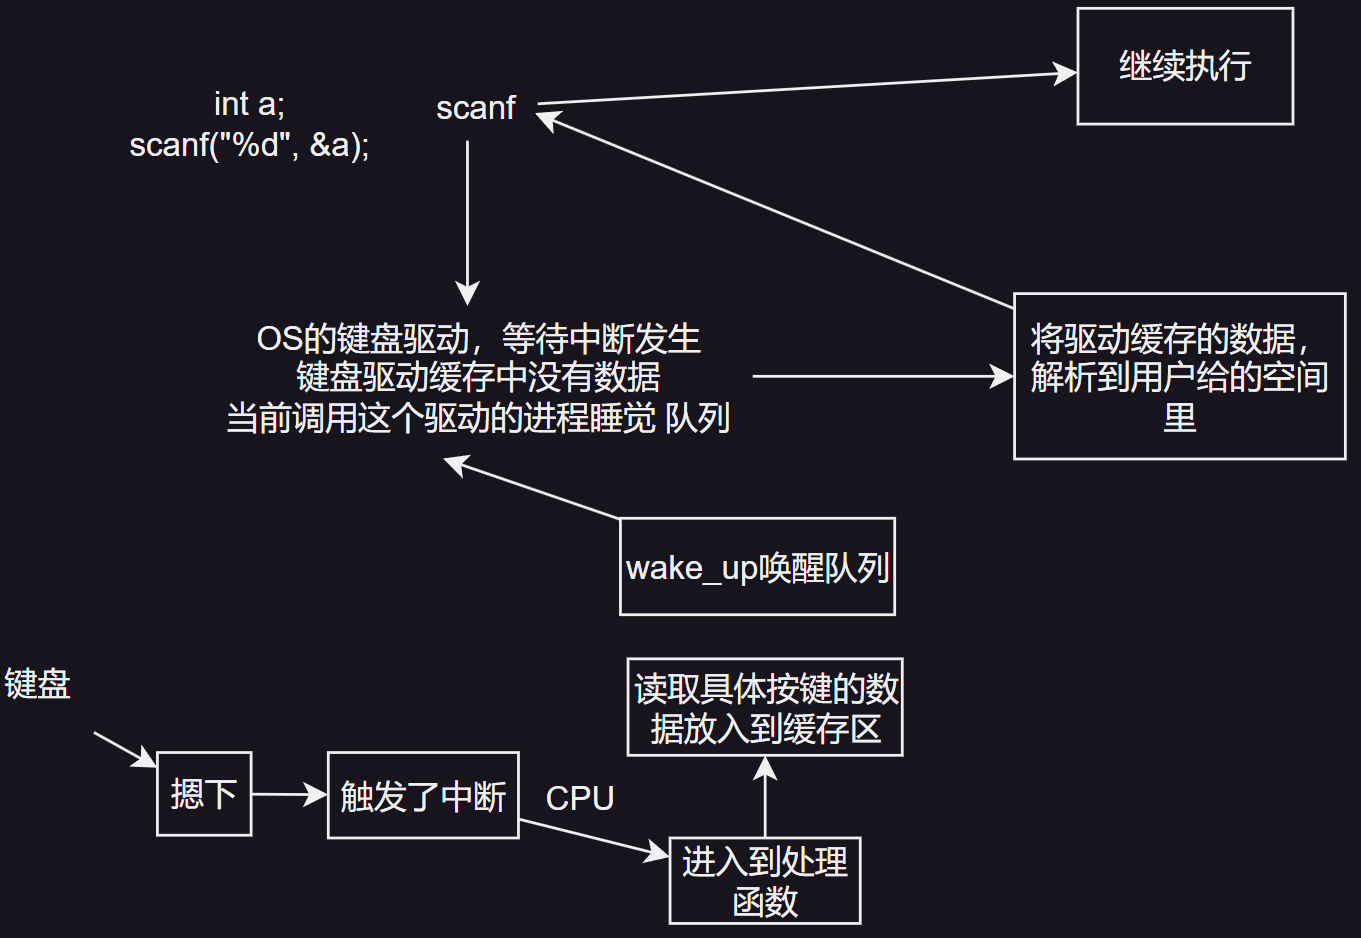 继续执行
int a;
scanf("%d", &a);
scanf
OS的键盘驱动，等待中断发生
键盘驱动缓存中没有数据
当前调用这个驱动的进程睡觉 队列
将驱动缓存的数据，
解析到用户给的空间
里
wake_up唤醒队列
键盘
读取具体按键的数
据放入到缓存区
摁下
触发了中断
CPU
进入到处理
函数